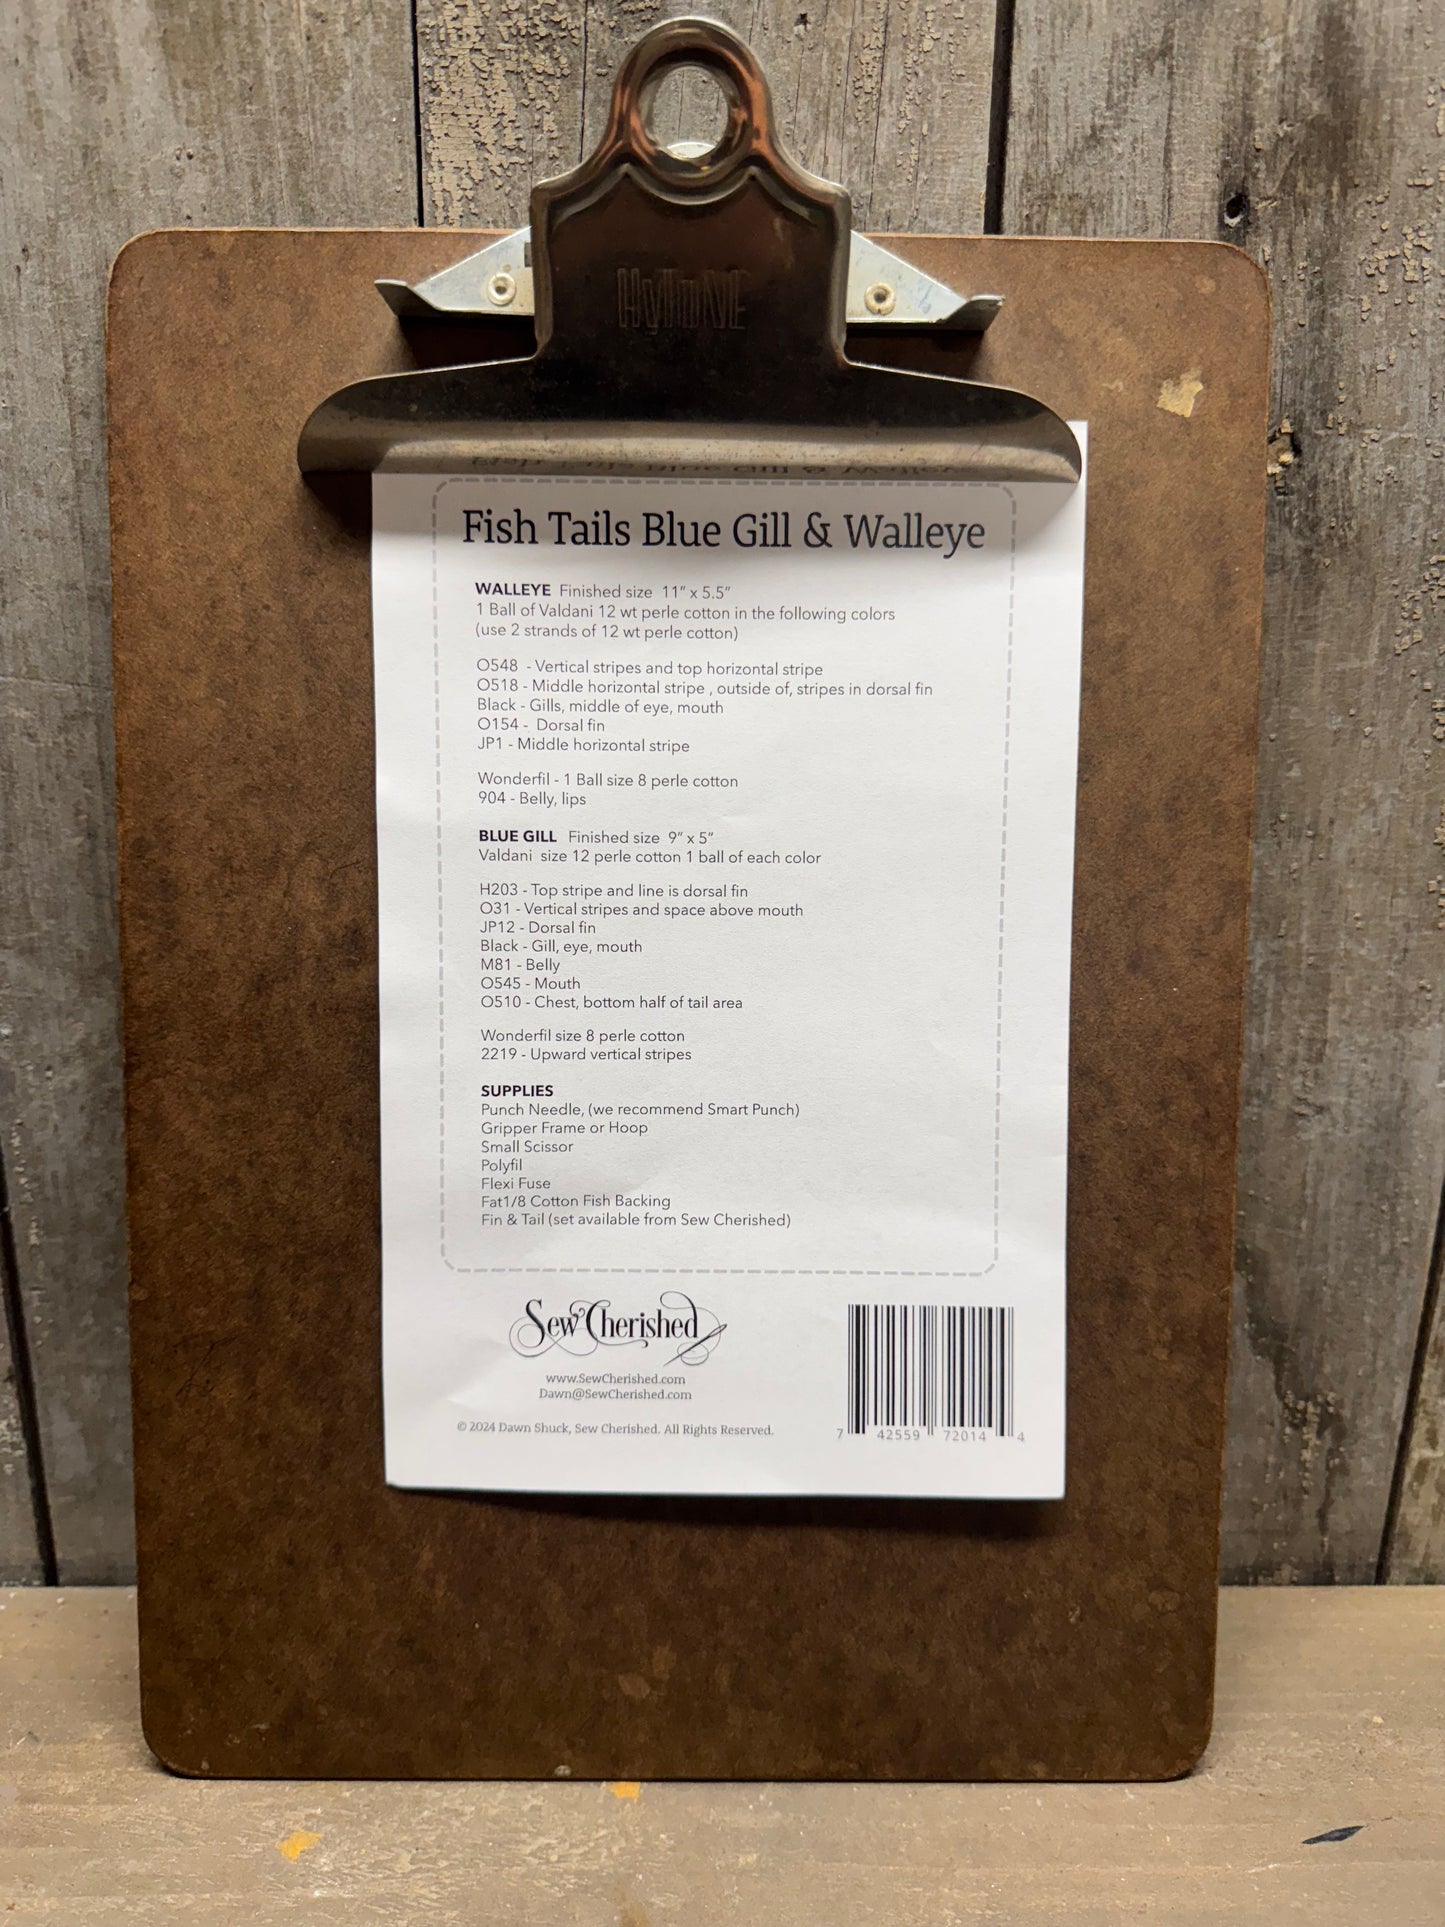 HyTONE
Fish Tails Blue Gill & Walleye
WALLEYE Finished size 11" x 5.5"
1 Ball of Valdani 12 wt perle cotton in the following colors
(use 2 strands of 12 wt perle cotton)
O548 - Vertical stripes and top horizontal stripe
O518 - Middle horizontal stripe , outside of, stripes in dorsal fin
Black - Gills, middle of eye, mouth
O154 - Dorsal fin
JP1 - Middle horizontal stripe
Wonderfil - 1 Ball size 8 perle cotton
904 - Belly, lips
BLUE GILL Finished size 9" x 5"
Valdani size 12 perle cotton 1 ball of each color
H203 - Top stripe and line is dorsal fin
O31 - Vertical stripes and space above mouth
JP12 - Dorsal fin
Black - Gill, eye, mouth
M81 - Belly
O545 - Mouth
O510 - Chest, bottom half of tail area
Wonderfil size 8 perle cotton
2219 - Upward vertical stripes
SUPPLIES
Punch Needle, (we recommend Smart Punch)
Gripper Frame or Hoop
Small Scissor
Polyfil
Flexi Fuse
Fat1/8 Cotton Fish Backing
Fin & Tail (set available from Sew Cherished)
Sew Cherished
www.SewCherished.com
Dawn@SewCherished.com
© 2024 Dawn Shuck, Sew Cherished. All Rights Reserved.
7 42559 72014 4